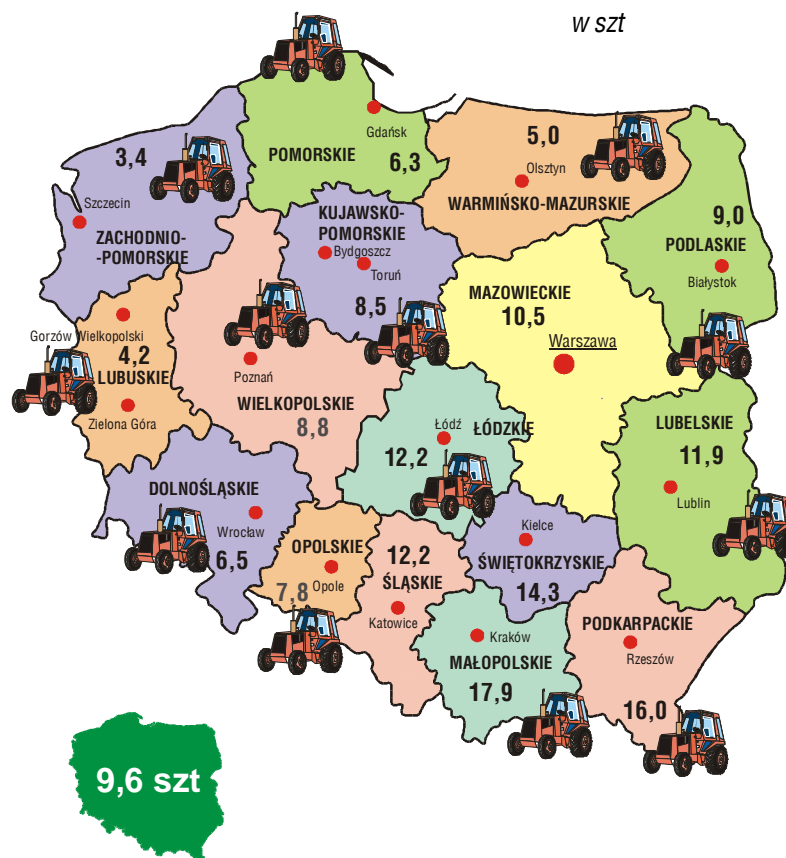 w szt
Gdańsk
POMORSKIE
6,3
5,0
Olsztyn
WARMIŃSKO-MAZURSKIE
3,4
Szczecin
ZACHODNIO-
-POMORSKIE
KUJAWSKO-
POMORSKIE
Bydgoszcz
Toruń
8,5
9,0
PODLASKIE
Białystok
MAZOWIECKIE
10,5
Warszawa
Gorzów Wielkopolski
4,2
LUBUSKIE
Zielona Góra
Poznań
WIELKOPOLSKIE
8,8
Łódź
ŁÓDZKIE
12,2
LUBELSKIE
11,9
Lublin
DOLNOŚLĄSKIE
Wrocław
6,5
OPOLSKIE
7,8
Opole
12,2
ŚLĄSKIE
Katowice
Kielce
ŚWIĘTOKRZYSKIE
14,3
Kraków
MAŁOPOLSKIE
17,9
PODKARPACKIE
Rzeszów
16,0
9,6 szt